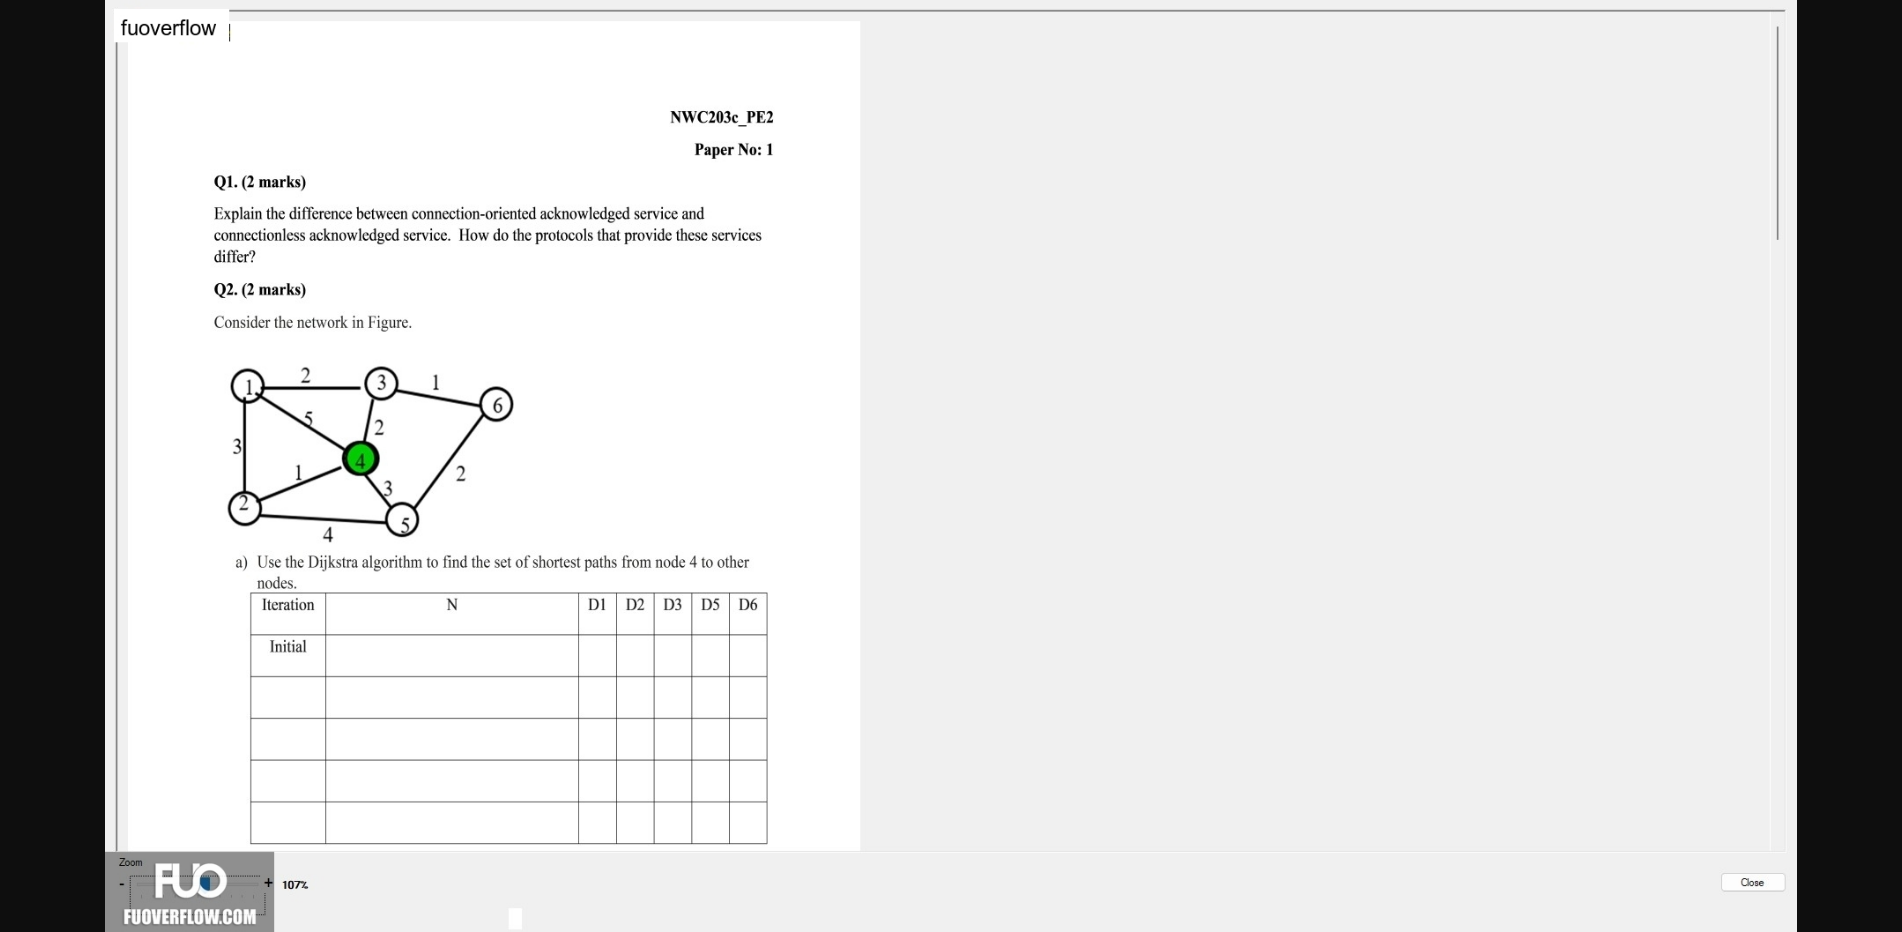 fuoverflow
NWC203c_PE2
Paper No: 1
Q1. (2 marks)
Explain the difference between connection-oriented acknowledged service and
connectionless acknowledged service. How do the protocols that provide these services
differ?
Q2. (2 marks)
Consider the network in Figure.
1
2
3
1
6
5
2
3
4
1
2
3
2
5
4
a) Use the Dijkstra algorithm to find the set of shortest paths from node 4 to other
nodes.
Iteration N D1 D2 D3 D5 D6
Initial
Zoom
- + 107%
FUO
FUOVERFLOW.COM
Close